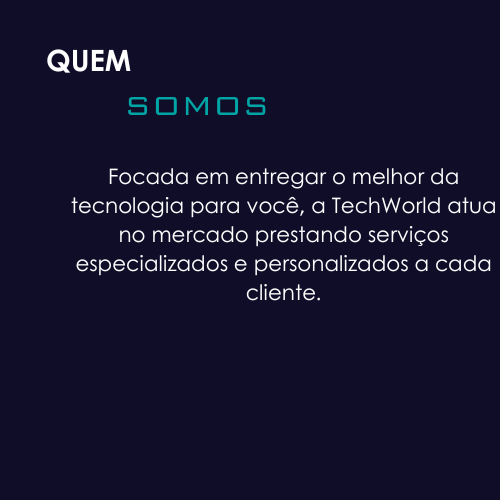 QUEM
SOMOS
Focada em entregar o melhor da
tecnologia para você, a TechWorld atua
no mercado prestando serviços
especializados e personalizados a cada
cliente.